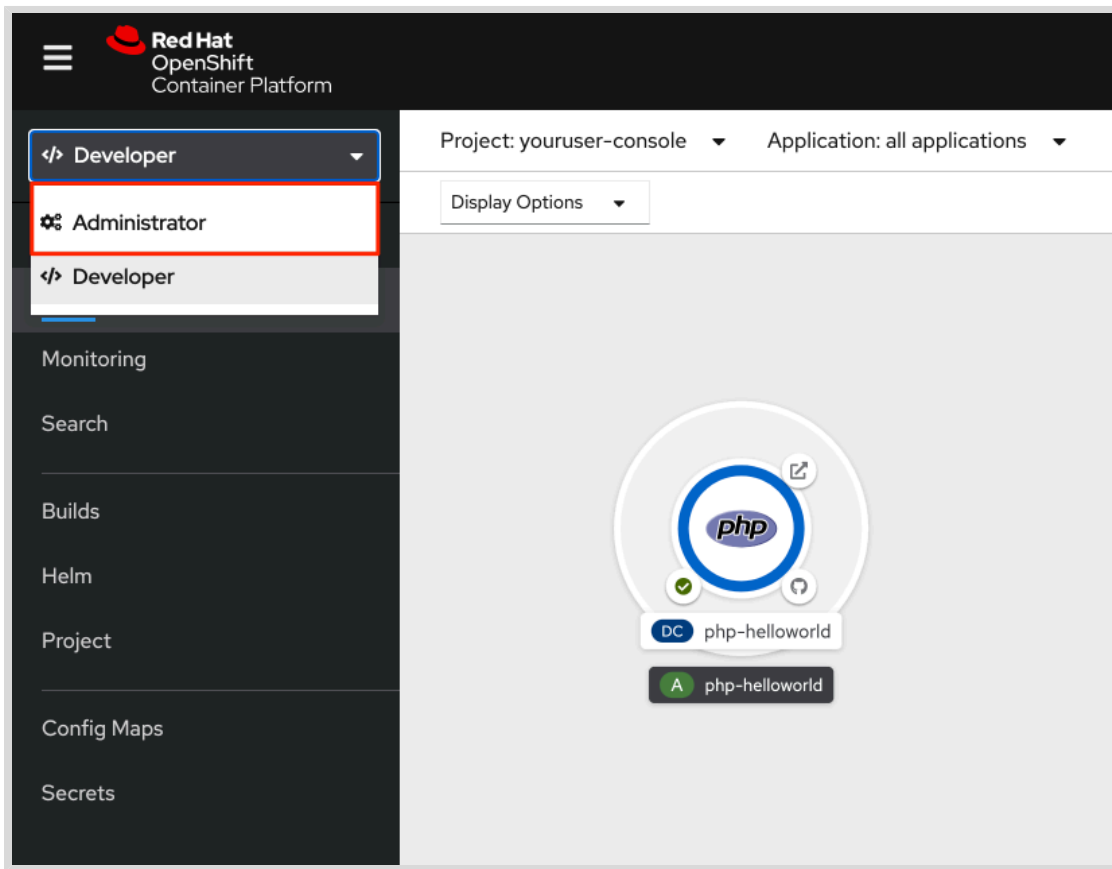 Red Hat
OpenShift
Container Platform
</> Developer
Administrator
</> Developer
Monitoring
Search
Builds
Helm
Project
Config Maps
Secrets
Project: youruser-console
Application: all applications
Display Options
php
DC php-helloworld
A php-helloworld